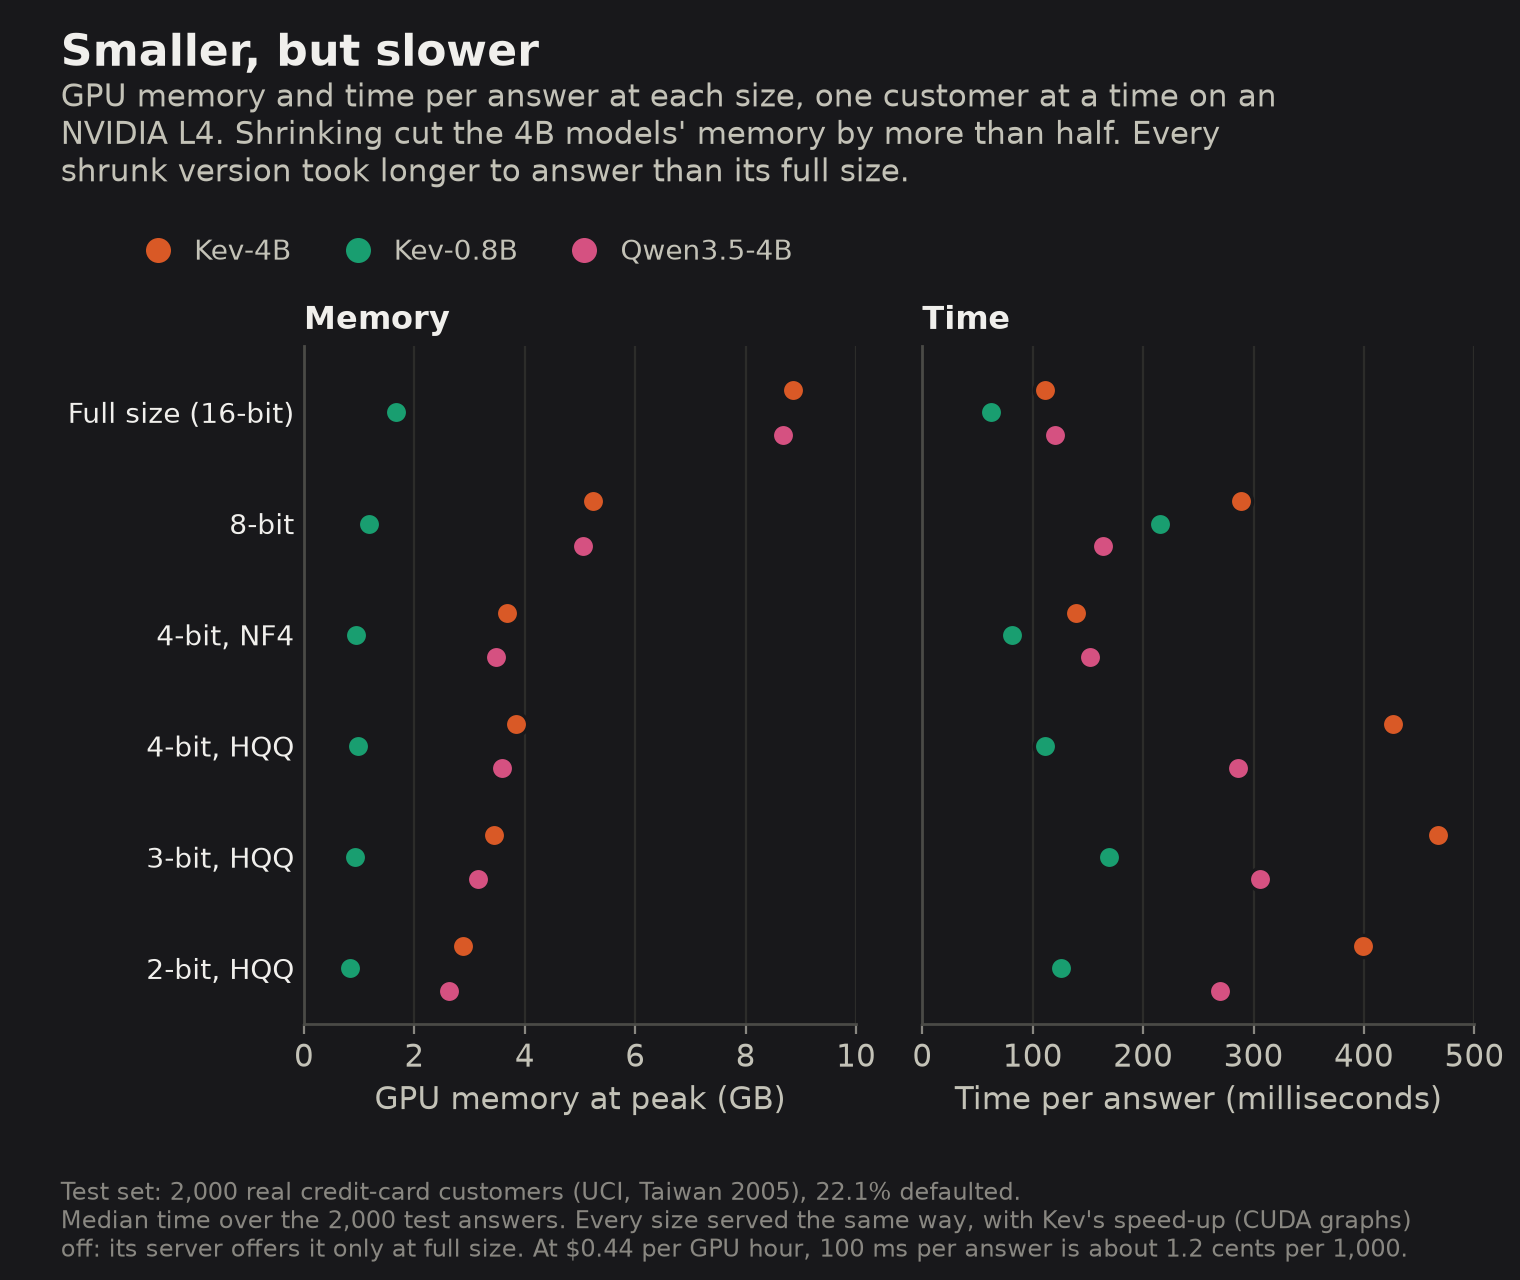 Smaller, but slower
GPU memory and time per answer at each size, one customer at a time on an
NVIDIA L4. Shrinking cut the 4B models' memory by more than half. Every
shrunk version took longer to answer than its full size.
Kev-4B Kev-0.8B Qwen3.5-4B
Memory Time
Full size (16-bit)
8-bit
4-bit, NF4
4-bit, HQQ
3-bit, HQQ
2-bit, HQQ
0 2 4 6 8 10 0 100 200 300 400 500
GPU memory at peak (GB) Time per answer (milliseconds)
Test set: 2,000 real credit-card customers (UCI, Taiwan 2005), 22.1% defaulted.
Median time over the 2,000 test answers. Every size served the same way, with Kev's speed-up (CUDA graphs)
off: its server offers it only at full size. At $0.44 per GPU hour, 100 ms per answer is about 1.2 cents per 1,000.